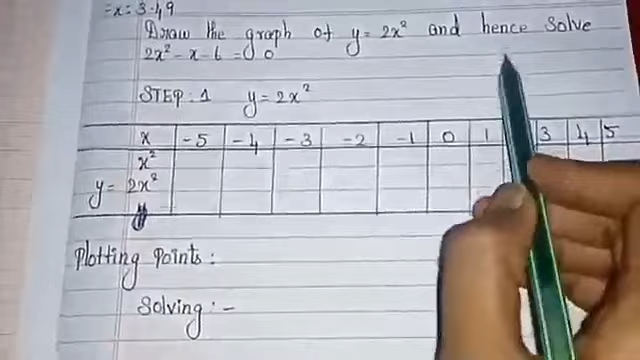 =x=3.49
Draw the graph of y = 2x² and hence solve
2x² - x - 6 = 0
STEP: 1 y = 2x²
x -5 -4 -3 -2 -1 0 1 3 4 5
x²
y = 2x²
Plotting points:
Solving:-